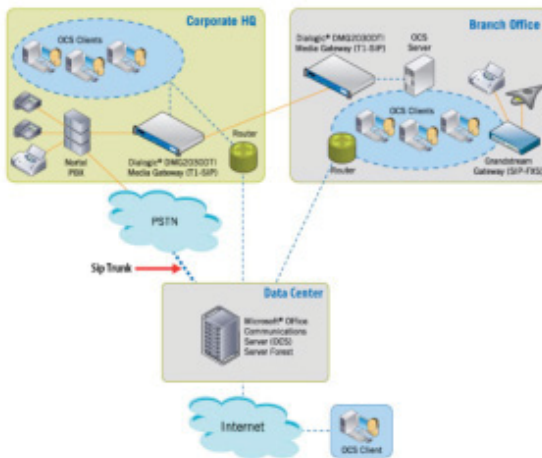 Corporate HQ
OCS Clients
Nortel
PBX
Dialogic® DMG2030DTI
Media Gateway (T1-SIP)
Router
Branch Office
Dialogic® DMG2030DTI
Media Gateway (T1-SIP)
OCS
Server
OCS Clients
Router
Grandstream
Gateway (SIP-FXS)
PSTN
Sip Trunk
Data Center
Microsoft® Office
Communications
Server (OCS)
Server Forest
Internet
OCS Client